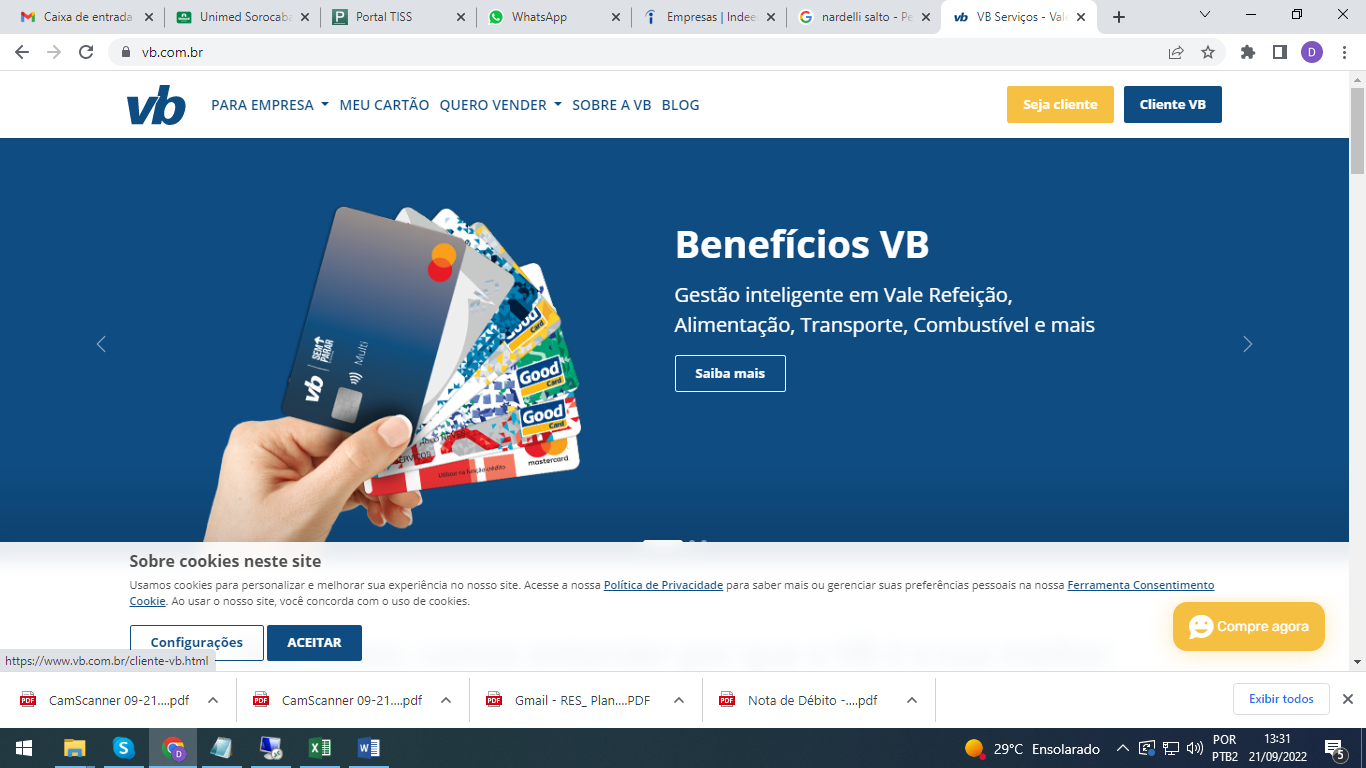 Caixa de entrada
Unimed Sorocaba
Portal TISS
WhatsApp
Empresas | Indee
nardelli salto - Pe
VB Serviços - Vale
vb.com.br
D
vb
PARA EMPRESA
MEU CARTÃO
QUERO VENDER
SOBRE A VB
BLOG
Seja cliente
Cliente VB
Benefícios VB
Gestão inteligente em Vale Refeição,
Alimentação, Transporte, Combustível e mais
Saiba mais
vb
SEM PARAR
Multi
Good Card
Good Card
Good Card
mastercard
Utilizar na função crédito
Sobre cookies neste site
Usamos cookies para personalizar e melhorar sua experiência no nosso site. Acesse a nossa Política de Privacidade para saber mais ou gerenciar suas preferências pessoais na nossa Ferramenta Consentimento
Cookie. Ao usar o nosso site, você concorda com o uso de cookies.
Configurações
ACEITAR
Compre agora
https://www.vb.com.br/cliente-vb.html
CamScanner 09-21....pdf
CamScanner 09-21....pdf
Gmail - RES_ Plan....PDF
Nota de Débito -....pdf
Exibir todos
29°C Ensolarado
POR
PTB2
13:31
21/09/2022
5